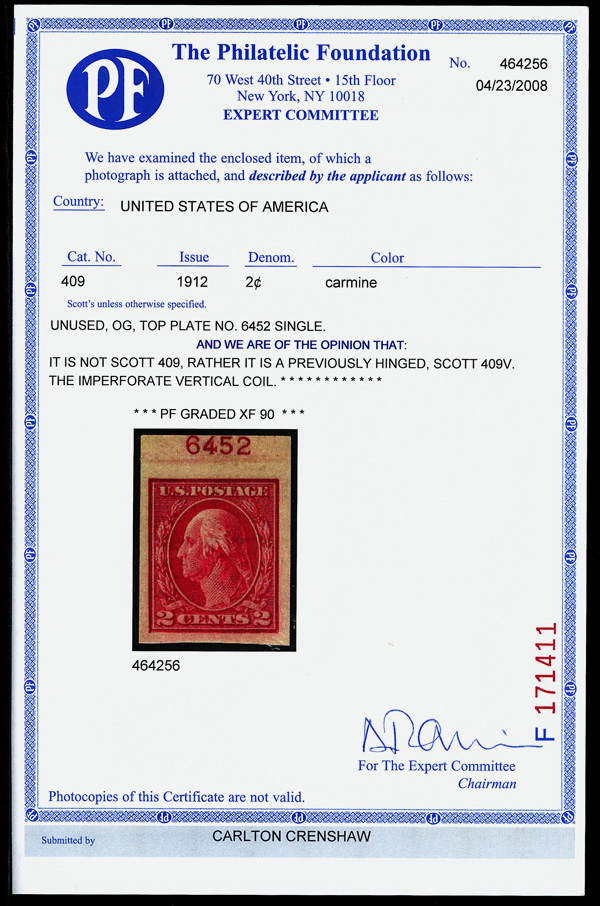 PF
The Philatelic Foundation
70 West 40th Street • 15th Floor
New York, NY 10018
EXPERT COMMITTEE
No. 464256
04/23/2008
We have examined the enclosed item, of which a
photograph is attached, and described by the applicant as follows:
Country: UNITED STATES OF AMERICA
Cat. No. Issue Denom. Color
409 1912 2¢ carmine
Scott's unless otherwise specified.
UNUSED, OG, TOP PLATE NO. 6452 SINGLE.
AND WE ARE OF THE OPINION THAT:
IT IS NOT SCOTT 409, RATHER IT IS A PREVIOUSLY HINGED, SCOTT 409V.
THE IMPERFORATE VERTICAL COIL. * * * * * * * * * * * *
* * * PF GRADED XF 90 * * *
6452
U.S. POSTAGE
2 CENTS 2
464256
F 171411
For The Expert Committee
Chairman
Photocopies of this Certificate are not valid.
Submitted by CARLTON CRENSHAW